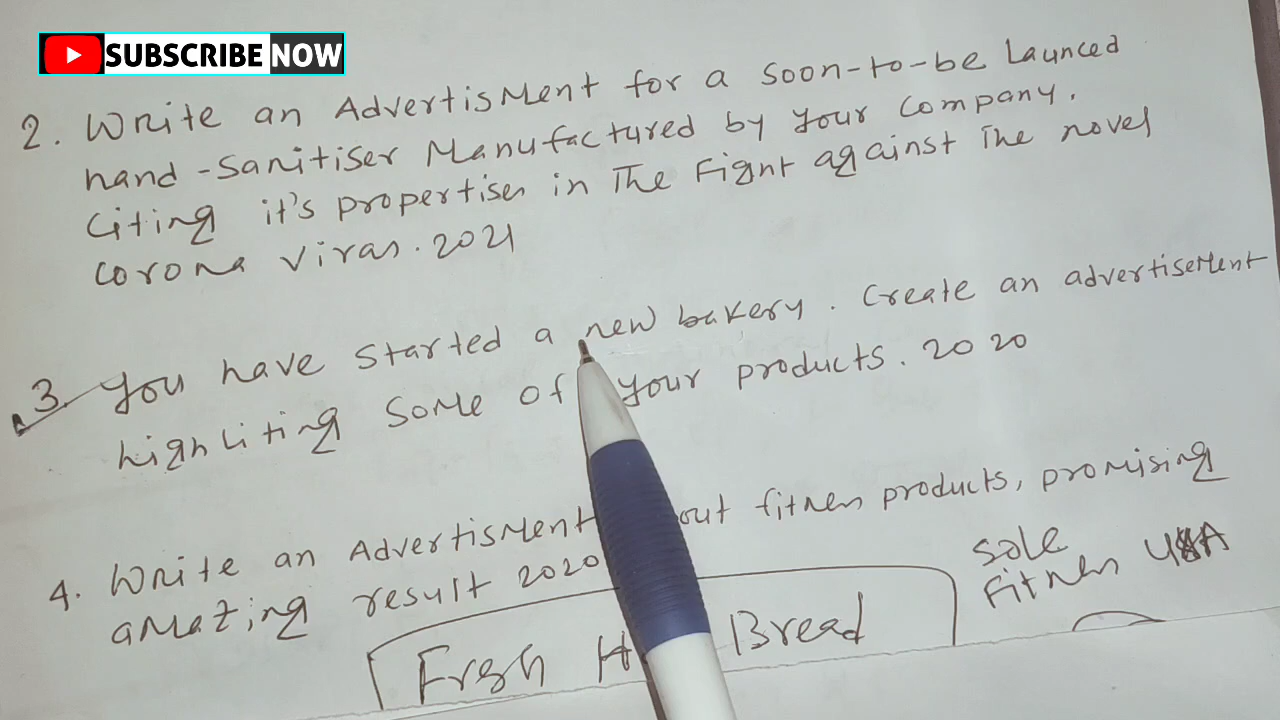 SUBSCRIBE NOW
2. Write an Advertisment for a soon-to-be Launced
hand-sanitiser Manufactured by your company.
citing it's propertises in The Fignt against The novel
corona viras. 2021
3. You have started a new bakery. Create an advertisement
highliting some of your products. 2020
4. Write an Advertisment out fitness products, promising
amazing result 2020
Sole
Fitness USA
Frsh H Bread